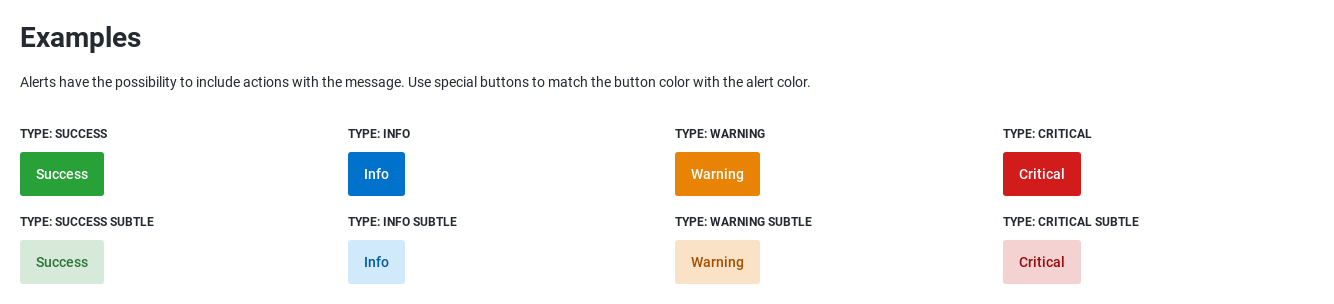 Examples
Alerts have the possibility to include actions with the message. Use special buttons to match the button color with the alert color.
TYPE: SUCCESS TYPE: INFO TYPE: WARNING TYPE: CRITICAL
Success Info Warning Critical
TYPE: SUCCESS SUBTLE TYPE: INFO SUBTLE TYPE: WARNING SUBTLE TYPE: CRITICAL SUBTLE
Success Info Warning Critical